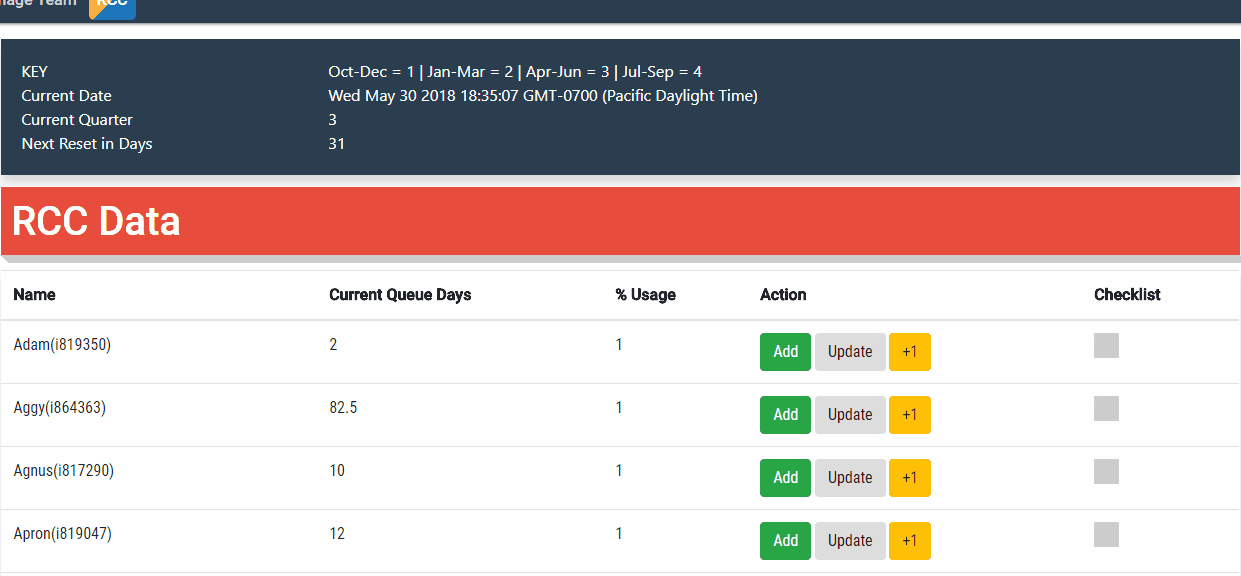 Team
RCC
KEY Oct-Dec = 1 | Jan-Mar = 2 | Apr-Jun = 3 | Jul-Sep = 4
Current Date Wed May 30 2018 18:35:07 GMT-0700 (Pacific Daylight Time)
Current Quarter 3
Next Reset in Days 31
RCC Data
Name Current Queue Days % Usage Action Checklist
Adam(i819350) 2 1 Add Update +1
Aggy(i864363) 82.5 1 Add Update +1
Agnus(i817290) 10 1 Add Update +1
Apron(i819047) 12 1 Add Update +1